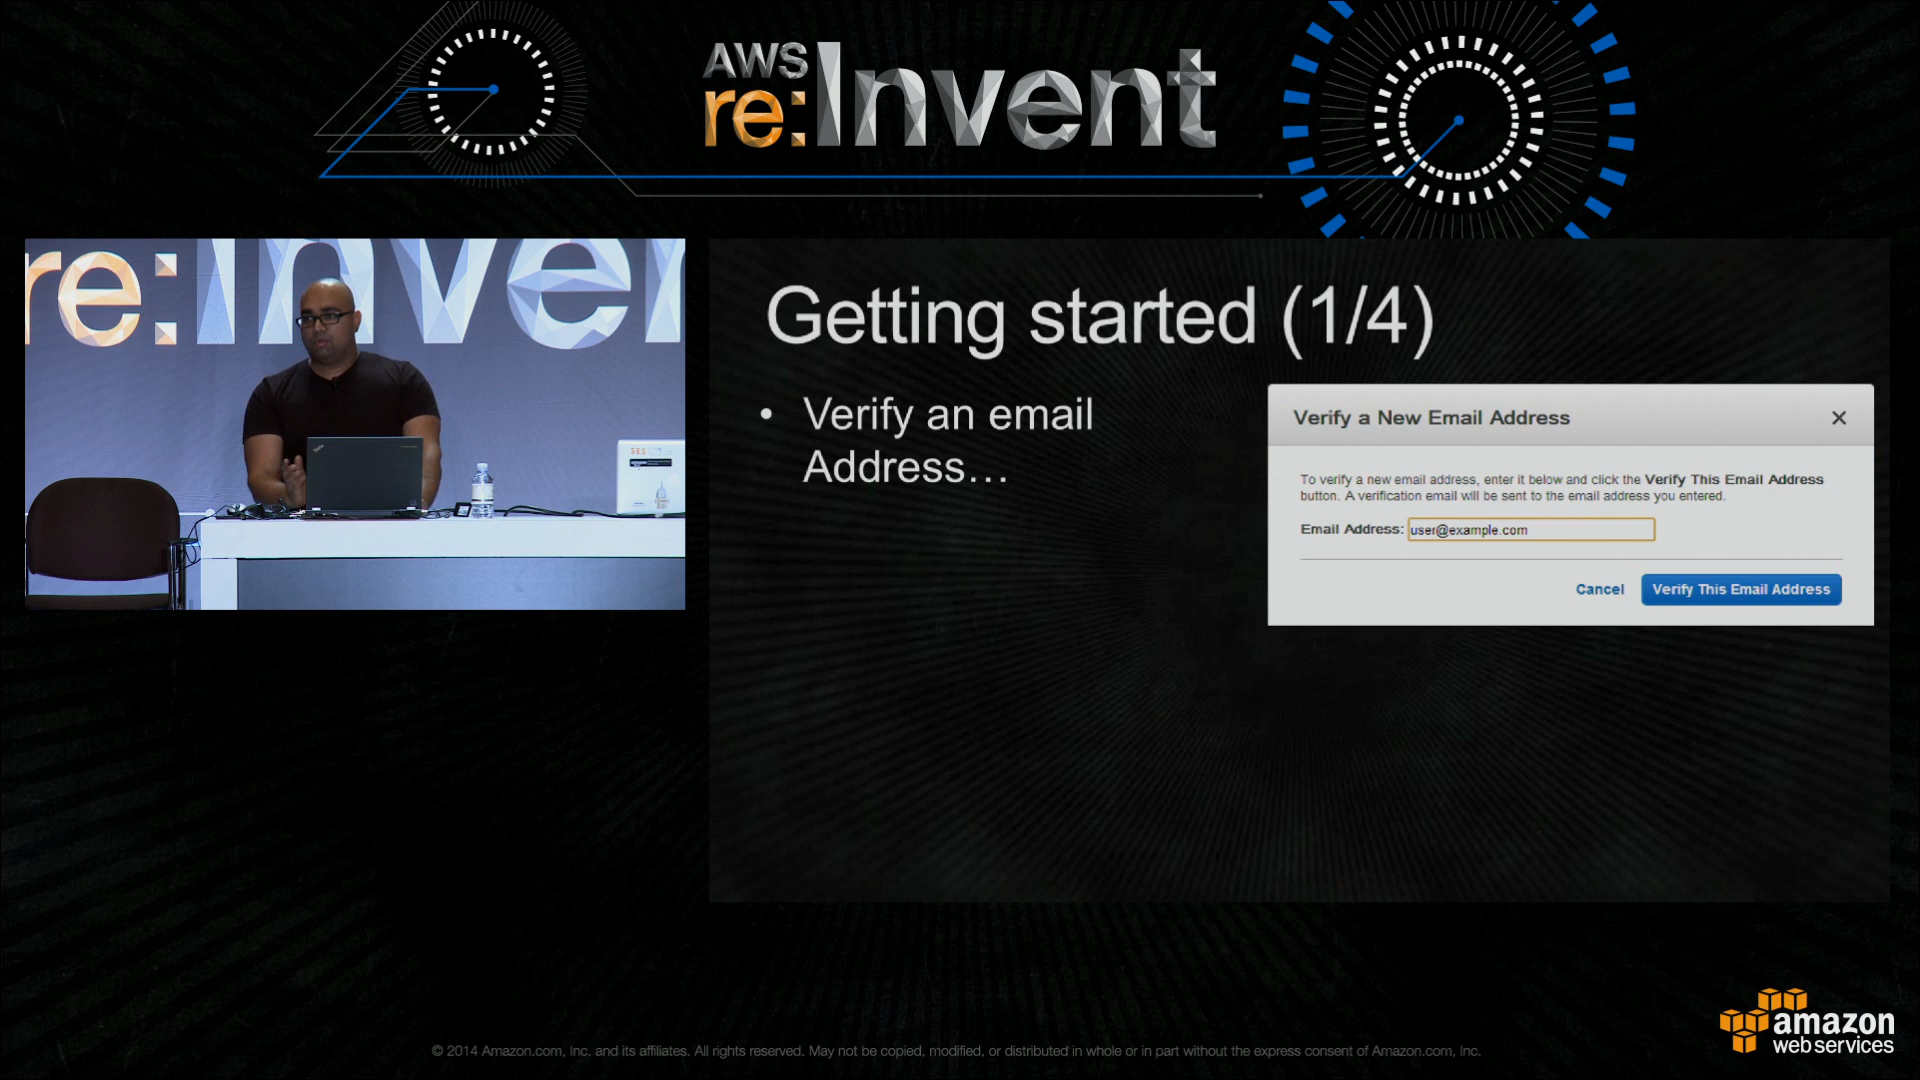 AWS
re:Invent
re:Inven
SES
Getting started (1/4)
• Verify an email
Address…
Verify a New Email Address
To verify a new email address, enter it below and click the Verify This Email Address
button. A verification email will be sent to the email address you entered.
Email Address: user@example.com
Cancel Verify This Email Address
amazon
web services
© 2014 Amazon.com, Inc. and its affiliates. All rights reserved. May not be copied, modified, or distributed in whole or in part without the express consent of Amazon.com, Inc.